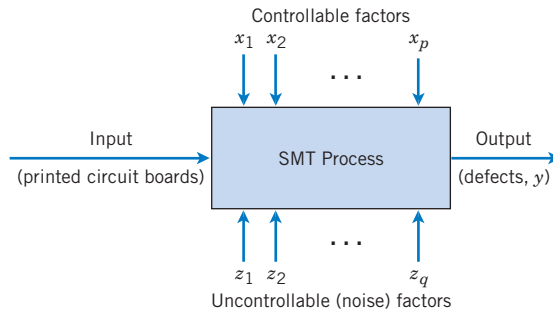 Controllable factors
x1 x2 ... xp
Input
(printed circuit boards)
SMT Process
Output
(defects, y)
...
z1 z2 zq
Uncontrollable (noise) factors